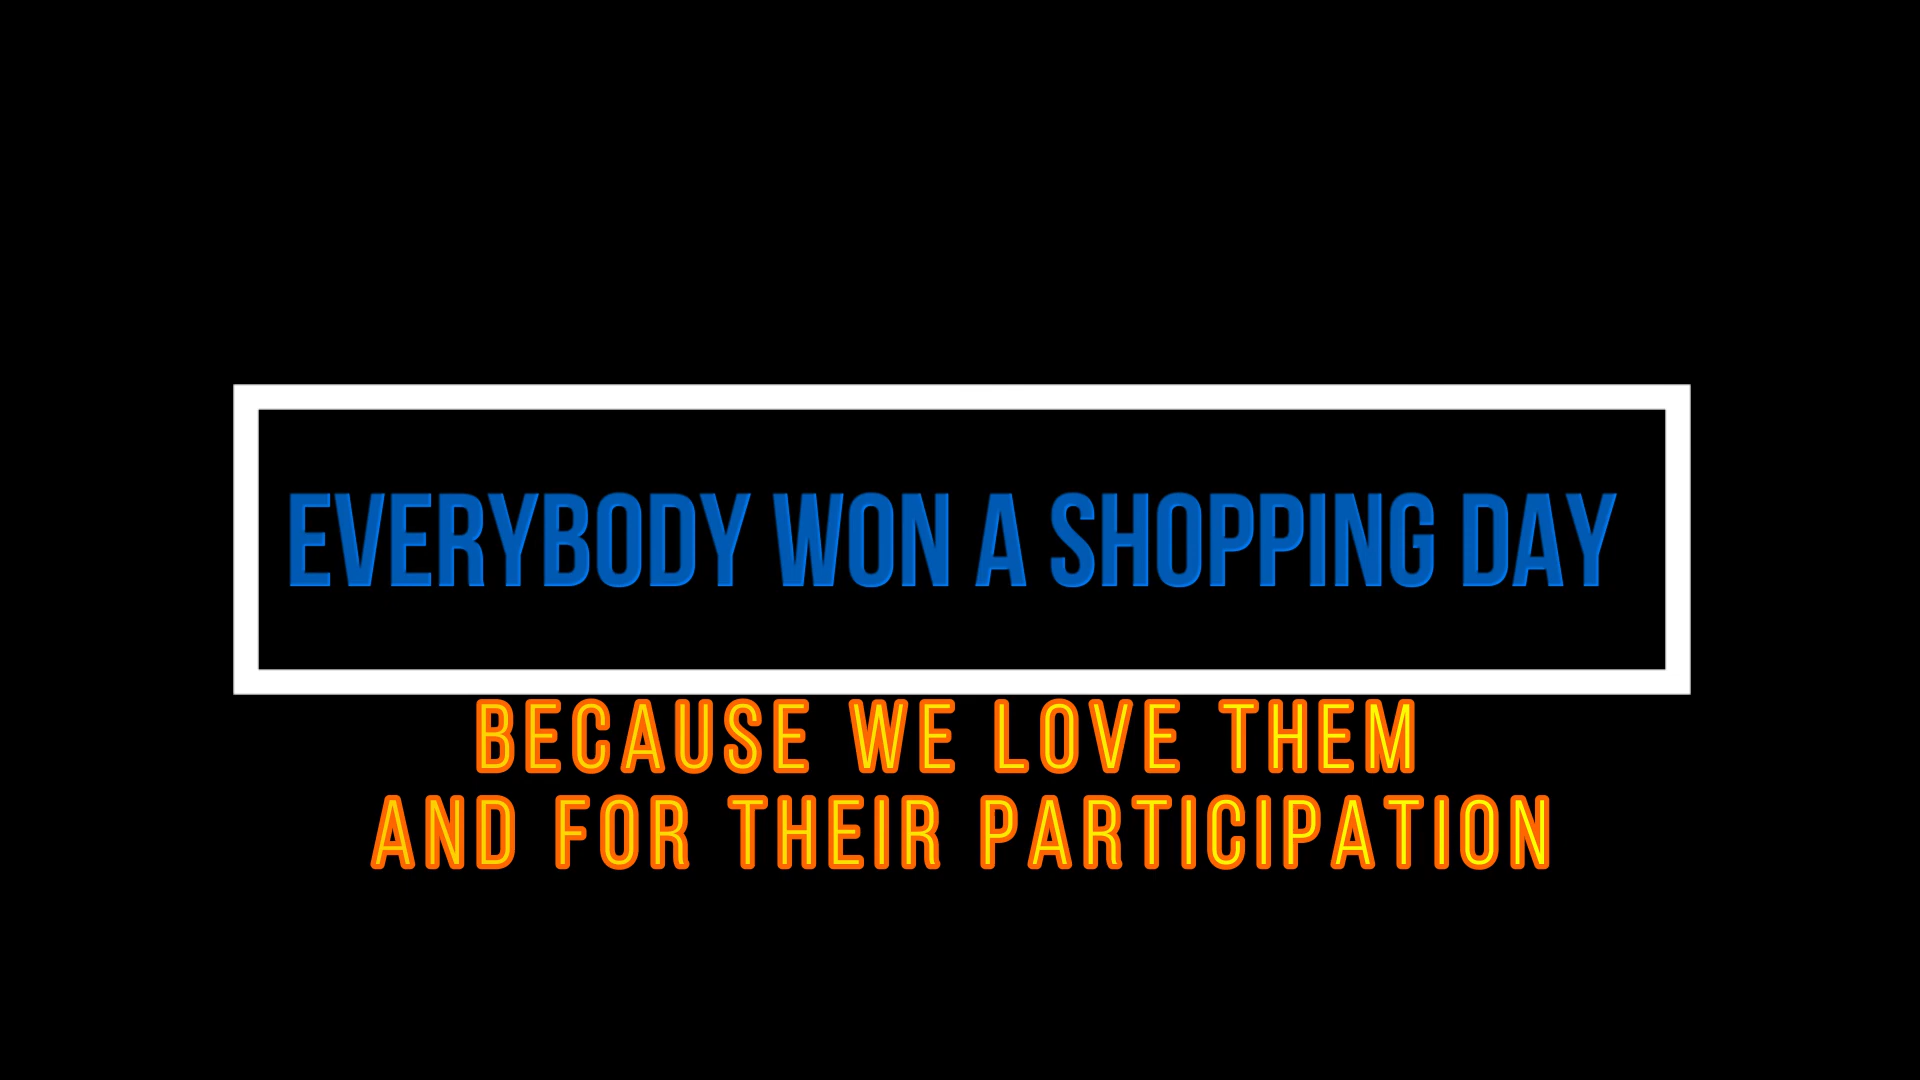 EVERYBODY WON A SHOPPING DAY
BECAUSE WE LOVE THEM
AND FOR THEIR PARTICIPATION